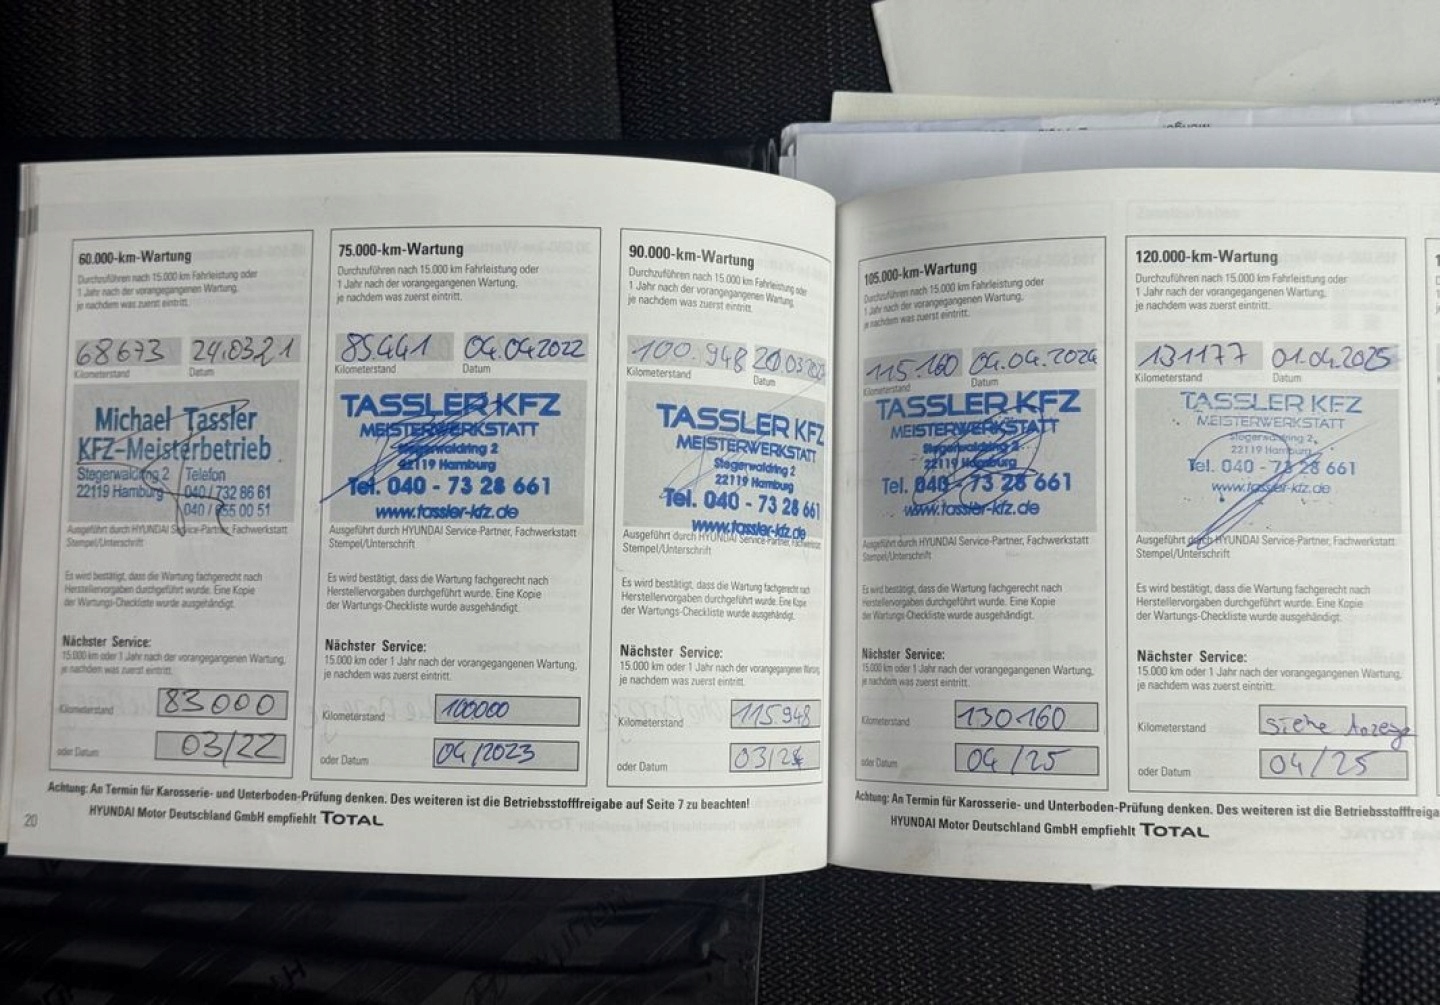 60.000-km-Wartung
Durchzuführen nach 15.000 km Fahrleistung oder
1 Jahr nach der vorangegangenen Wartung,
je nachdem was zuerst eintritt.
68673 24.03.21
Kilometerstand Datum
Michael Tassler
KFZ-Meisterbetrieb
Stegerwaldring 2 Telefon
22119 Hamburg 040 / 732 86 61
040 / 655 00 51
Ausgeführt durch HYUNDAI Service-Partner, Fachwerkstatt
Stempel/Unterschrift
Es wird bestätigt, dass die Wartung fachgerecht nach
Herstellervorgaben durchgeführt wurde. Eine Kopie
der Wartungs-Checkliste wurde ausgehändigt.
Nächster Service:
15.000 km oder 1 Jahr nach der vorangegangenen Wartung,
je nachdem was zuerst eintritt.
Kilometerstand 83000
oder Datum 03/22
75.000-km-Wartung
Durchzuführen nach 15.000 km Fahrleistung oder
1 Jahr nach der vorangegangenen Wartung,
je nachdem was zuerst eintritt.
85.441 04.04.2022
Kilometerstand Datum
TASSLER KFZ
MEISTERWERKSTATT
Stegerwaldring 2
22119 Hamburg
Tel. 040 - 73 28 661
www.tassler-kfz.de
Ausgeführt durch HYUNDAI Service-Partner, Fachwerkstatt
Stempel/Unterschrift
Es wird bestätigt, dass die Wartung fachgerecht nach
Herstellervorgaben durchgeführt wurde. Eine Kopie
der Wartungs-Checkliste wurde ausgehändigt.
Nächster Service:
15.000 km oder 1 Jahr nach der vorangegangenen Wartung,
je nachdem was zuerst eintritt.
Kilometerstand 100000
oder Datum 04/2023
90.000-km-Wartung
Durchzuführen nach 15.000 km Fahrleistung oder
1 Jahr nach der vorangegangenen Wartung,
je nachdem was zuerst eintritt.
100.948
Kilometerstand Datum
TASSLER KFZ
MEISTERWERKSTATT
Stegerwaldring 2
22119 Hamburg
Tel. 040 - 73 28 661
www.tassler-kfz.de
Ausgeführt durch HYUNDAI Service-Partner, Fachwerkstatt
Stempel/Unterschrift
Es wird bestätigt, dass die Wartung fachgerecht nach
Herstellervorgaben durchgeführt wurde. Eine Kopie
der Wartungs-Checkliste wurde ausgehändigt.
Nächster Service:
15.000 km oder 1 Jahr nach der vorangegangenen Wartung,
je nachdem was zuerst eintritt.
Kilometerstand 115.948
oder Datum 03/24
Achtung: An Termin für Karosserie- und Unterboden-Prüfung denken. Des weiteren ist die Betriebsstofffreigabe auf Seite 7 zu beachten!
20 HYUNDAI Motor Deutschland GmbH empfiehlt TOTAL
105.000-km-Wartung
Durchzuführen nach 15.000 km Fahrleistung oder
1 Jahr nach der vorangegangenen Wartung,
je nachdem was zuerst eintritt.
115.160 04.04.2024
Kilometerstand Datum
TASSLER KFZ
MEISTERWERKSTATT
Stegerwaldring 2
22119 Hamburg
Tel. 040 - 73 28 661
www.tassler-kfz.de
Ausgeführt durch HYUNDAI Service-Partner, Fachwerkstatt
Stempel/Unterschrift
Es wird bestätigt, dass die Wartung fachgerecht nach
Herstellervorgaben durchgeführt wurde. Eine Kopie
der Wartungs-Checkliste wurde ausgehändigt.
Nächster Service:
15.000 km oder 1 Jahr nach der vorangegangenen Wartung,
je nachdem was zuerst eintritt.
Kilometerstand 130160
oder Datum 04/25
120.000-km-Wartung
Durchzuführen nach 15.000 km Fahrleistung oder
1 Jahr nach der vorangegangenen Wartung,
je nachdem was zuerst eintritt.
131177 01.04.2025
Kilometerstand Datum
TASSLER KFZ
MEISTERWERKSTATT
Stegerwaldring 2
22119 Hamburg
Tel. 040 - 73 28 661
www.tassler-kfz.de
Ausgeführt durch HYUNDAI Service-Partner, Fachwerkstatt
Stempel/Unterschrift
Es wird bestätigt, dass die Wartung fachgerecht nach
Herstellervorgaben durchgeführt wurde. Eine Kopie
der Wartungs-Checkliste wurde ausgehändigt.
Nächster Service:
15.000 km oder 1 Jahr nach der vorangegangenen Wartung,
je nachdem was zuerst eintritt.
Kilometerstand siehe Anzeige
oder Datum 04/25
Achtung: An Termin für Karosserie- und Unterboden-Prüfung denken. Des weiteren ist die Betriebsstofffreiga
HYUNDAI Motor Deutschland GmbH empfiehlt TOTAL